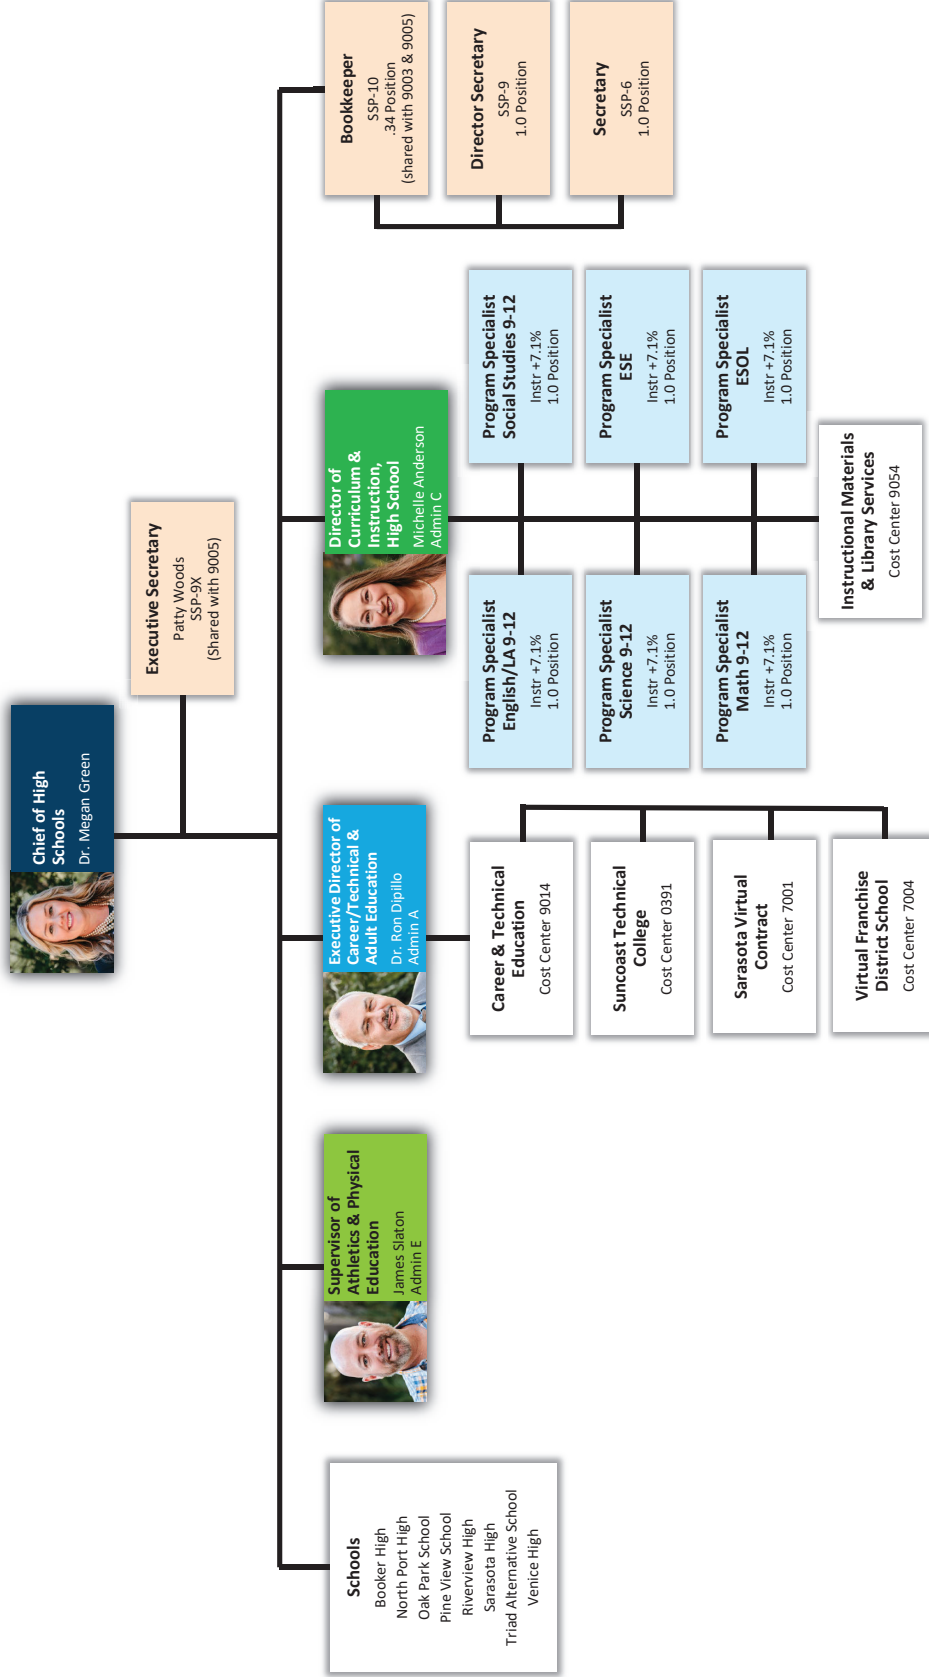 Chief of High
Schools
Dr. Megan Green
Executive Secretary
Patty Woods
SSP-9X
(Shared with 9005)
Schools
Booker High
North Port High
Oak Park School
Pine View School
Riverview High
Sarasota High
Triad Alternative School
Venice High
Supervisor of
Athletics & Physical
Education
James Slaton
Admin E
Executive Director of
Career/Technical &
Adult Education
Dr. Ron Dipillo
Admin A
Career & Technical
Education
Cost Center 9014
Suncoast Technical
College
Cost Center 0391
Sarasota Virtual
Contract
Cost Center 7001
Virtual Franchise
District School
Cost Center 7004
Director of
Curriculum &
Instruction,
High School
Michelle Anderson
Admin C
Program Specialist
English/LA 9-12
Instr +7.1%
1.0 Position
Program Specialist
Social Studies 9-12
Instr +7.1%
1.0 Position
Program Specialist
Science 9-12
Instr +7.1%
1.0 Position
Program Specialist
ESE
Instr +7.1%
1.0 Position
Program Specialist
Math 9-12
Instr +7.1%
1.0 Position
Program Specialist
ESOL
Instr +7.1%
1.0 Position
Instructional Materials
& Library Services
Cost Center 9054
Bookkeeper
SSP-10
.34 Position
(shared with 9003 & 9005)
Director Secretary
SSP-9
1.0 Position
Secretary
SSP-6
1.0 Position